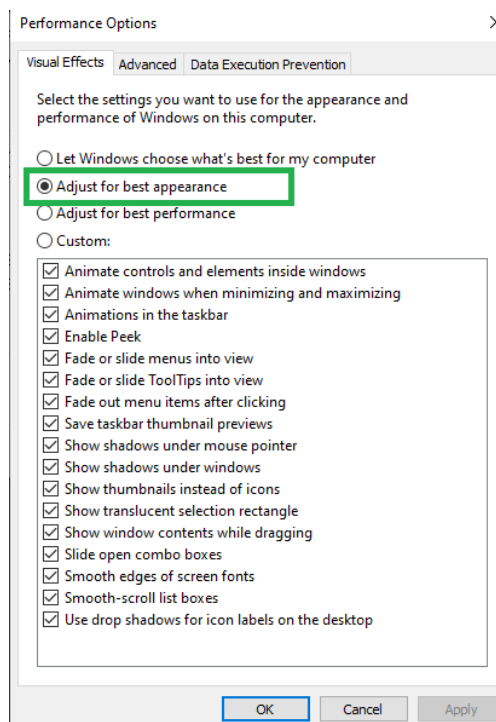 Performance Options
Visual Effects Advanced Data Execution Prevention
Select the settings you want to use for the appearance and
performance of Windows on this computer.
Let Windows choose what's best for my computer
Adjust for best appearance
Adjust for best performance
Custom:
Animate controls and elements inside windows
Animate windows when minimizing and maximizing
Animations in the taskbar
Enable Peek
Fade or slide menus into view
Fade or slide ToolTips into view
Fade out menu items after clicking
Save taskbar thumbnail previews
Show shadows under mouse pointer
Show shadows under windows
Show thumbnails instead of icons
Show translucent selection rectangle
Show window contents while dragging
Slide open combo boxes
Smooth edges of screen fonts
Smooth-scroll list boxes
Use drop shadows for icon labels on the desktop
OK Cancel Apply